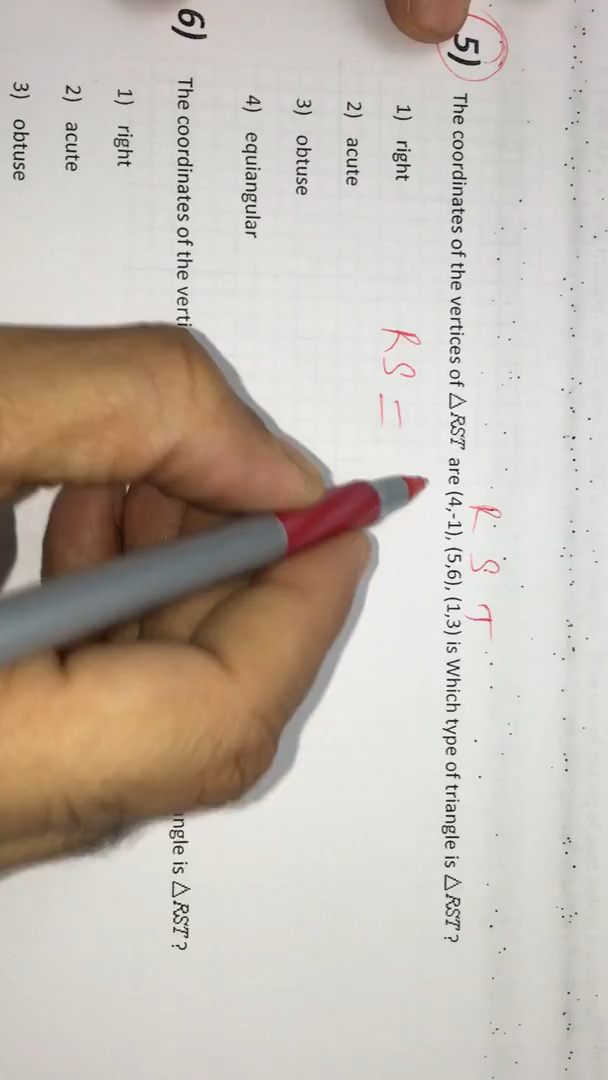 R S T
5) The coordinates of the vertices of △RST are (4,-1), (5,6), (1,3) is Which type of triangle is △RST?
1) right
RS =
2) acute
3) obtuse
4) equiangular
6) The coordinates of the verti ngle is △RST?
1) right
2) acute
3) obtuse